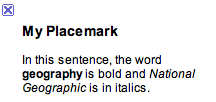 My Placemark
In this sentence, the word
geography is bold and National
Geographic is in italics.